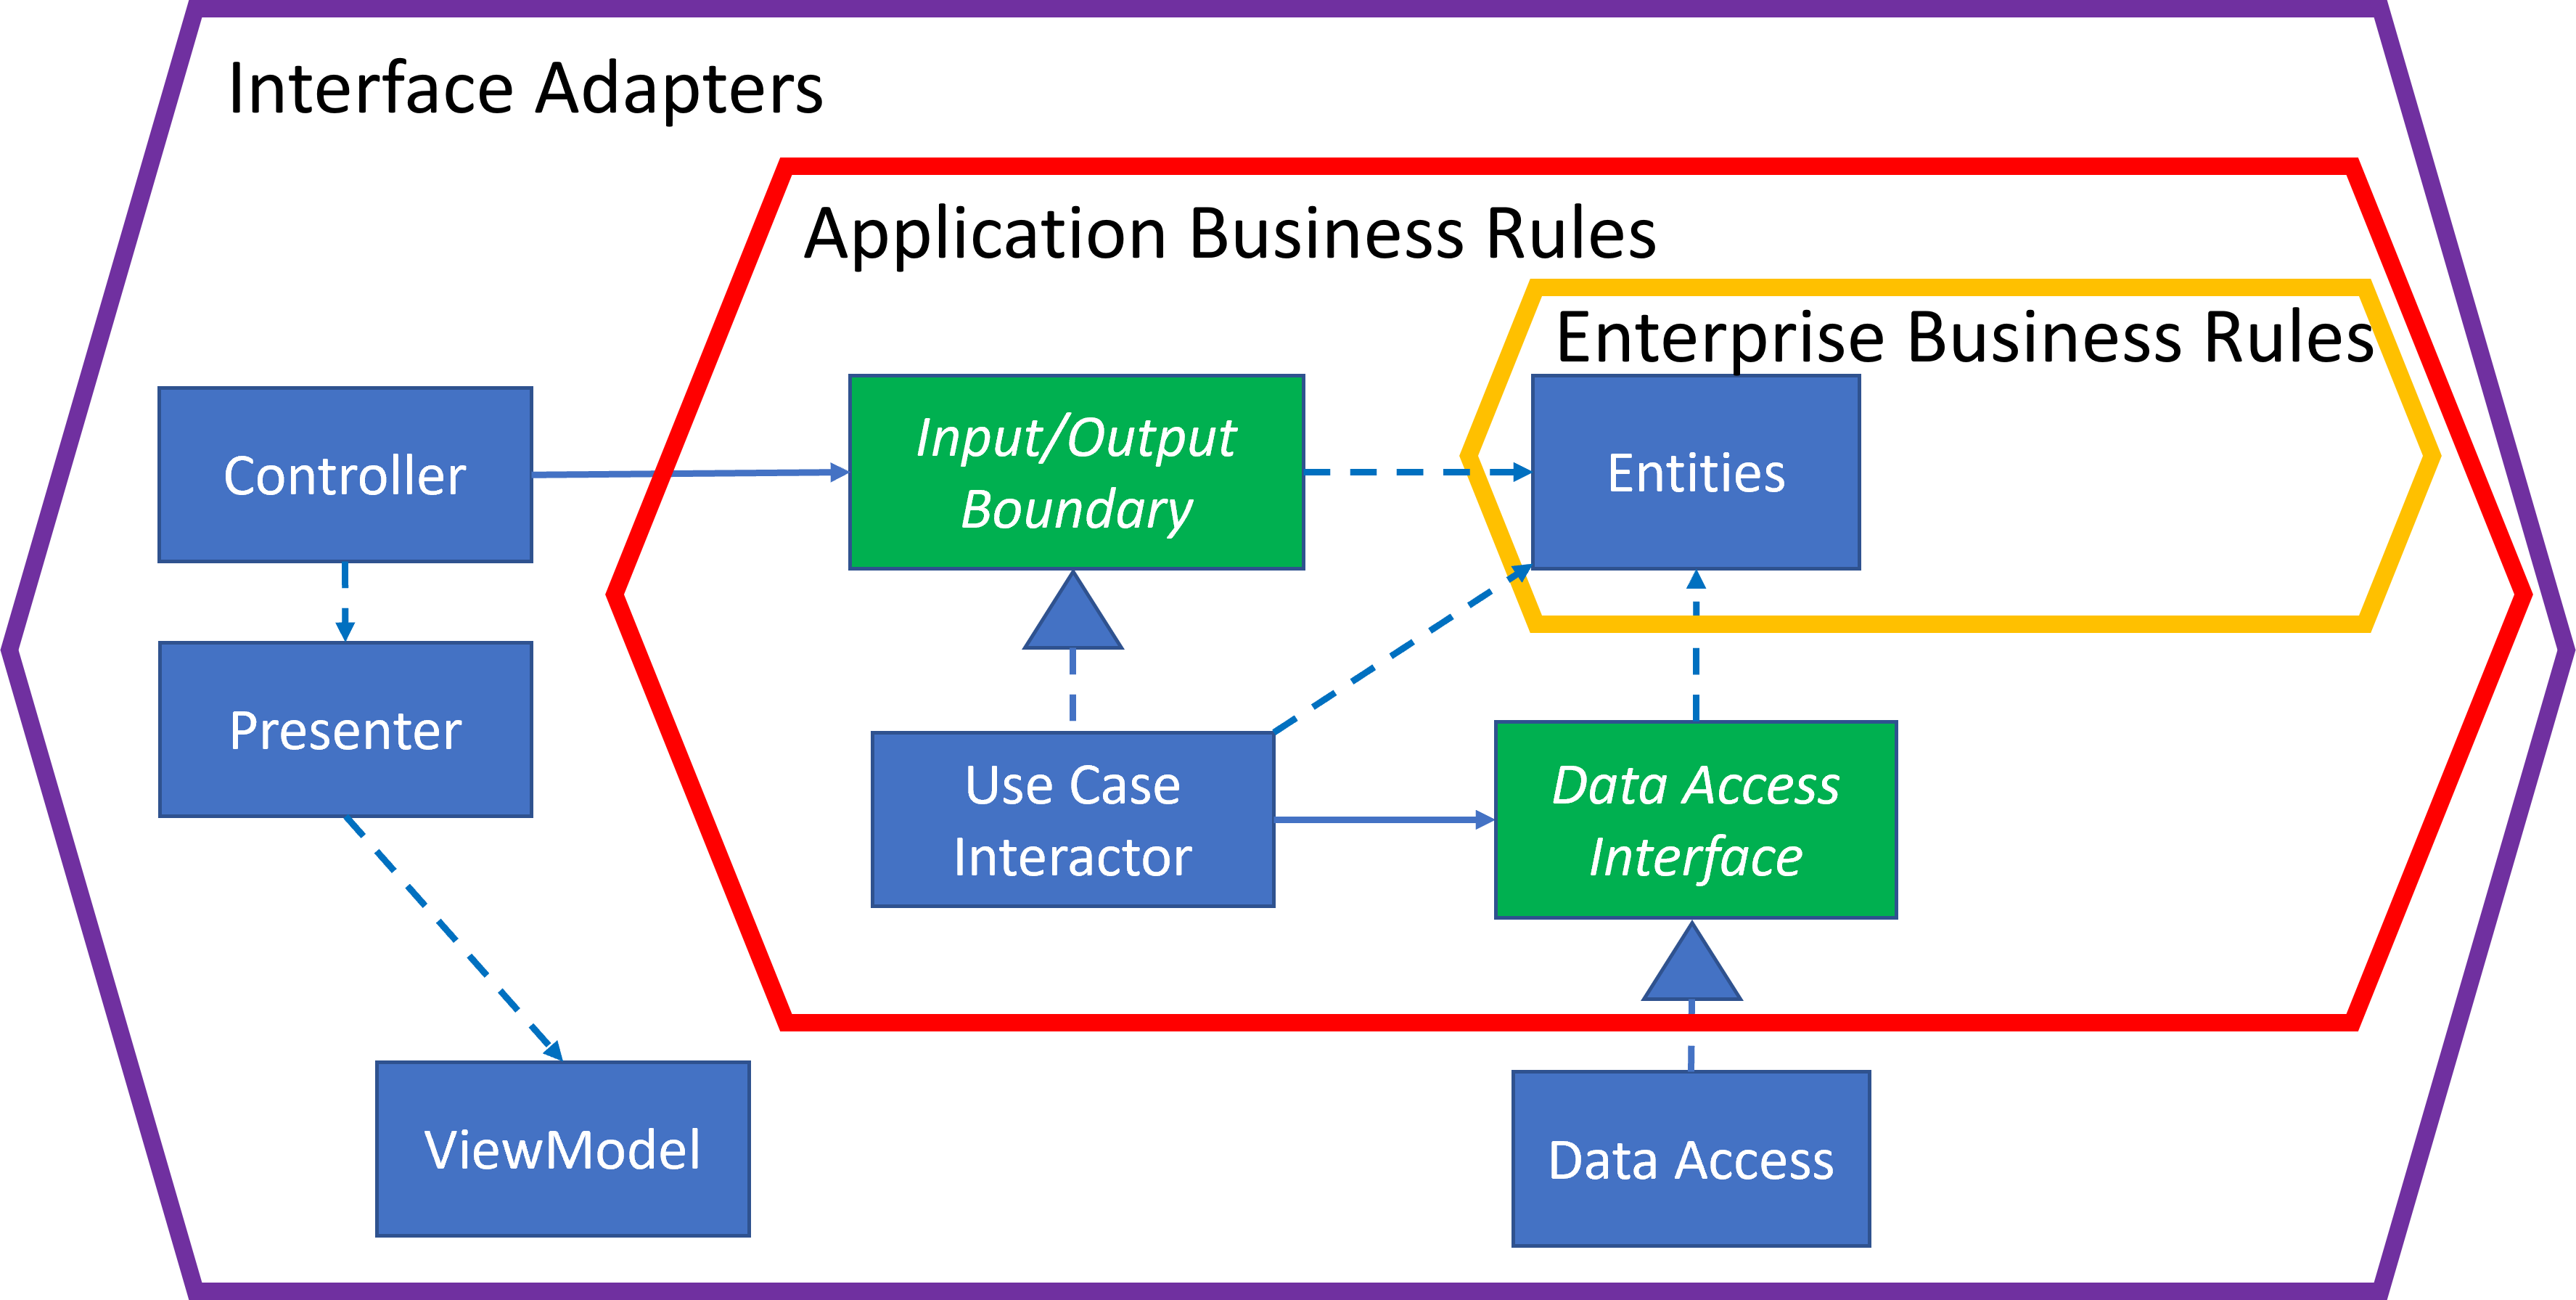 Interface Adapters
Application Business Rules
Enterprise Business Rules
Controller
Input/Output
Boundary
Entities
Presenter
Use Case
Interactor
Data Access
Interface
ViewModel
Data Access